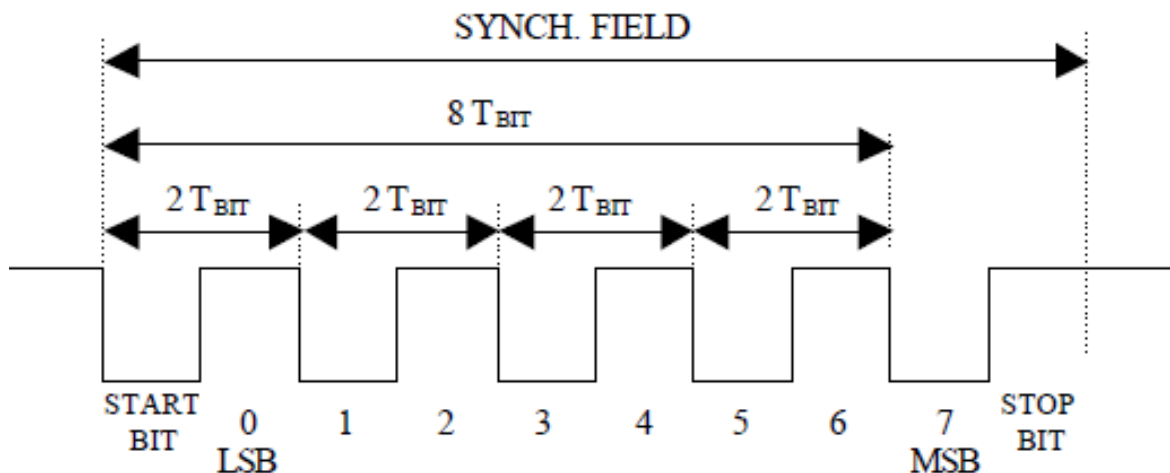 SYNCH. FIELD
8 TBIT
2 TBIT 2 TBIT 2 TBIT 2 TBIT
START BIT 0 LSB 1 2 3 4 5 6 7 MSB STOP BIT